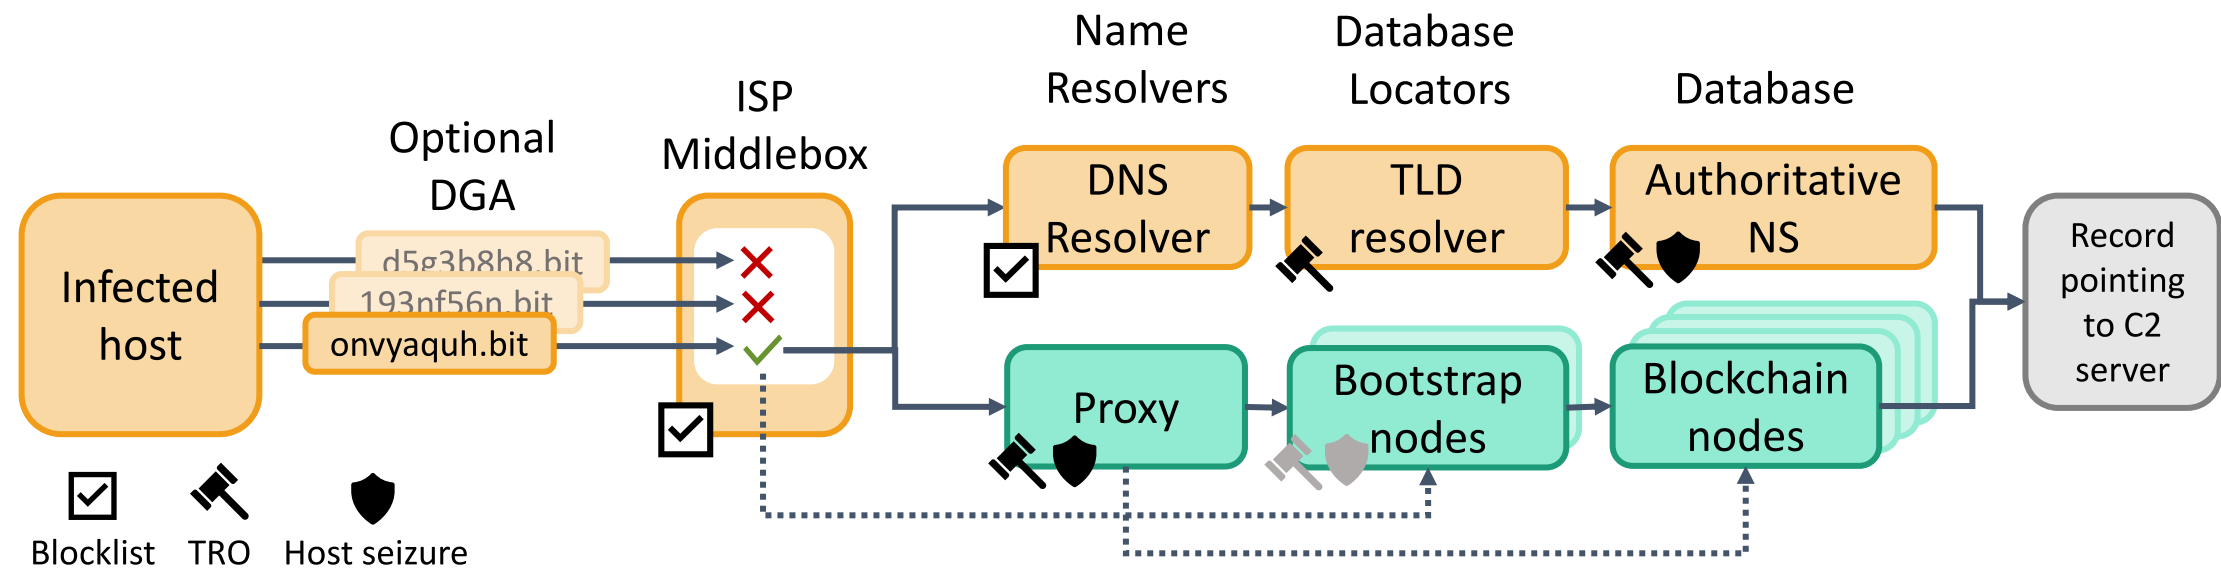 Name
Resolvers
Database
Locators
Database
ISP
Middlebox
Optional
DGA
Infected
host
d5g3b8h8.bit
193nf56n.bit
onvyaquh.bit
DNS
Resolver
TLD
resolver
Authoritative
NS
Proxy
Bootstrap
nodes
Blockchain
nodes
Record
pointing
to C2
server
Blocklist
TRO
Host seizure